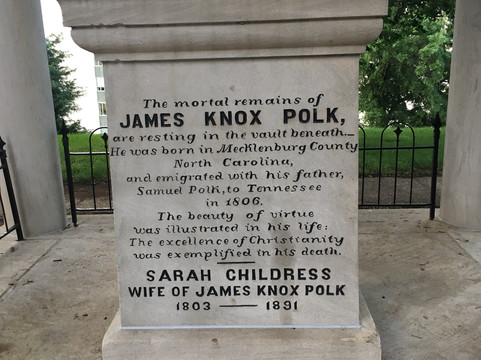 The mortal remains of
JAMES KNOX POLK,
are resting in the vault beneath.
He was born in Mecklenburg County
North Carolina,
and emigrated with his father,
Samuel Polk, to Tennessee
in 1806.
The beauty of virtue
was illustrated in his life:
The excellence of Christianity
was exemplified in his death.
SARAH CHILDRESS
WIFE OF JAMES KNOX POLK
1803 — 1891